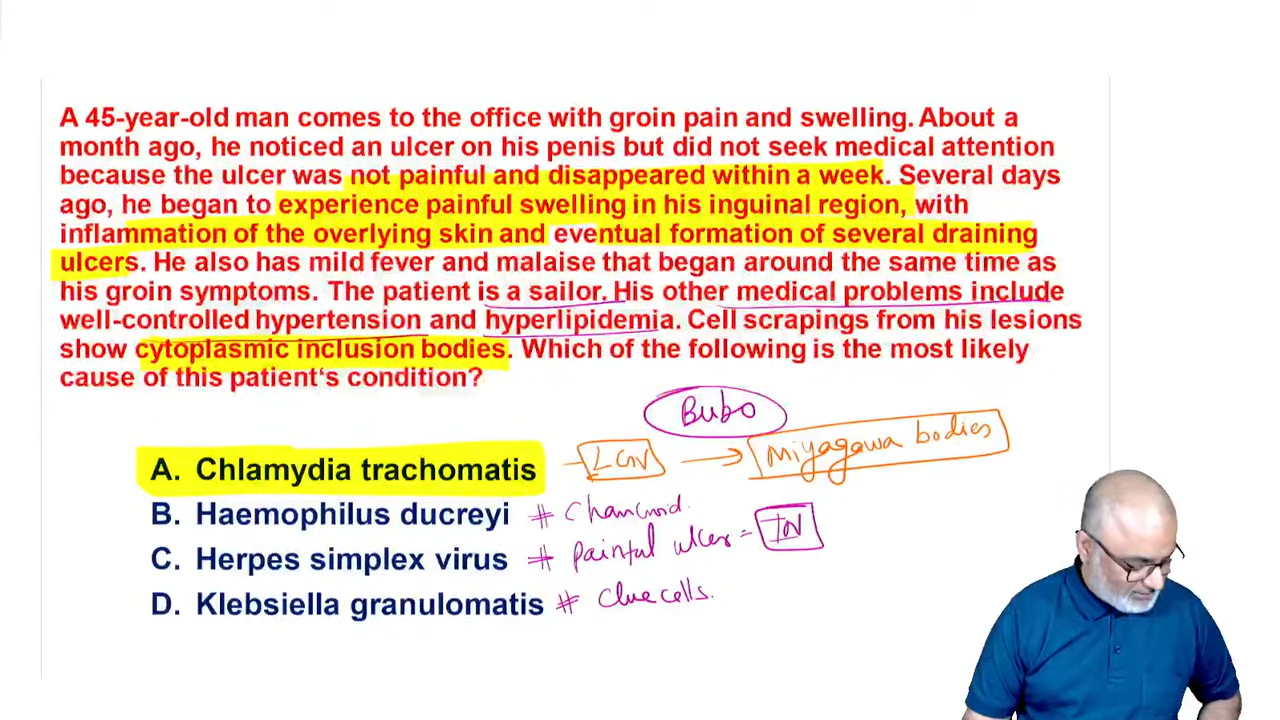 A 45-year-old man comes to the office with groin pain and swelling. About a
month ago, he noticed an ulcer on his penis but did not seek medical attention
because the ulcer was not painful and disappeared within a week. Several days
ago, he began to experience painful swelling in his inguinal region, with
inflammation of the overlying skin and eventual formation of several draining
ulcers. He also has mild fever and malaise that began around the same time as
his groin symptoms. The patient is a sailor. His other medical problems include
well-controlled hypertension and hyperlipidemia. Cell scrapings from his lesions
show cytoplasmic inclusion bodies. Which of the following is the most likely
cause of this patient‘s condition?
Bubo
A. Chlamydia trachomatis – LGV → Miyagawa bodies
B. Haemophilus ducreyi # Chancroid.
C. Herpes simplex virus # Painful ulcer = IN
D. Klebsiella granulomatis # Clue cells.